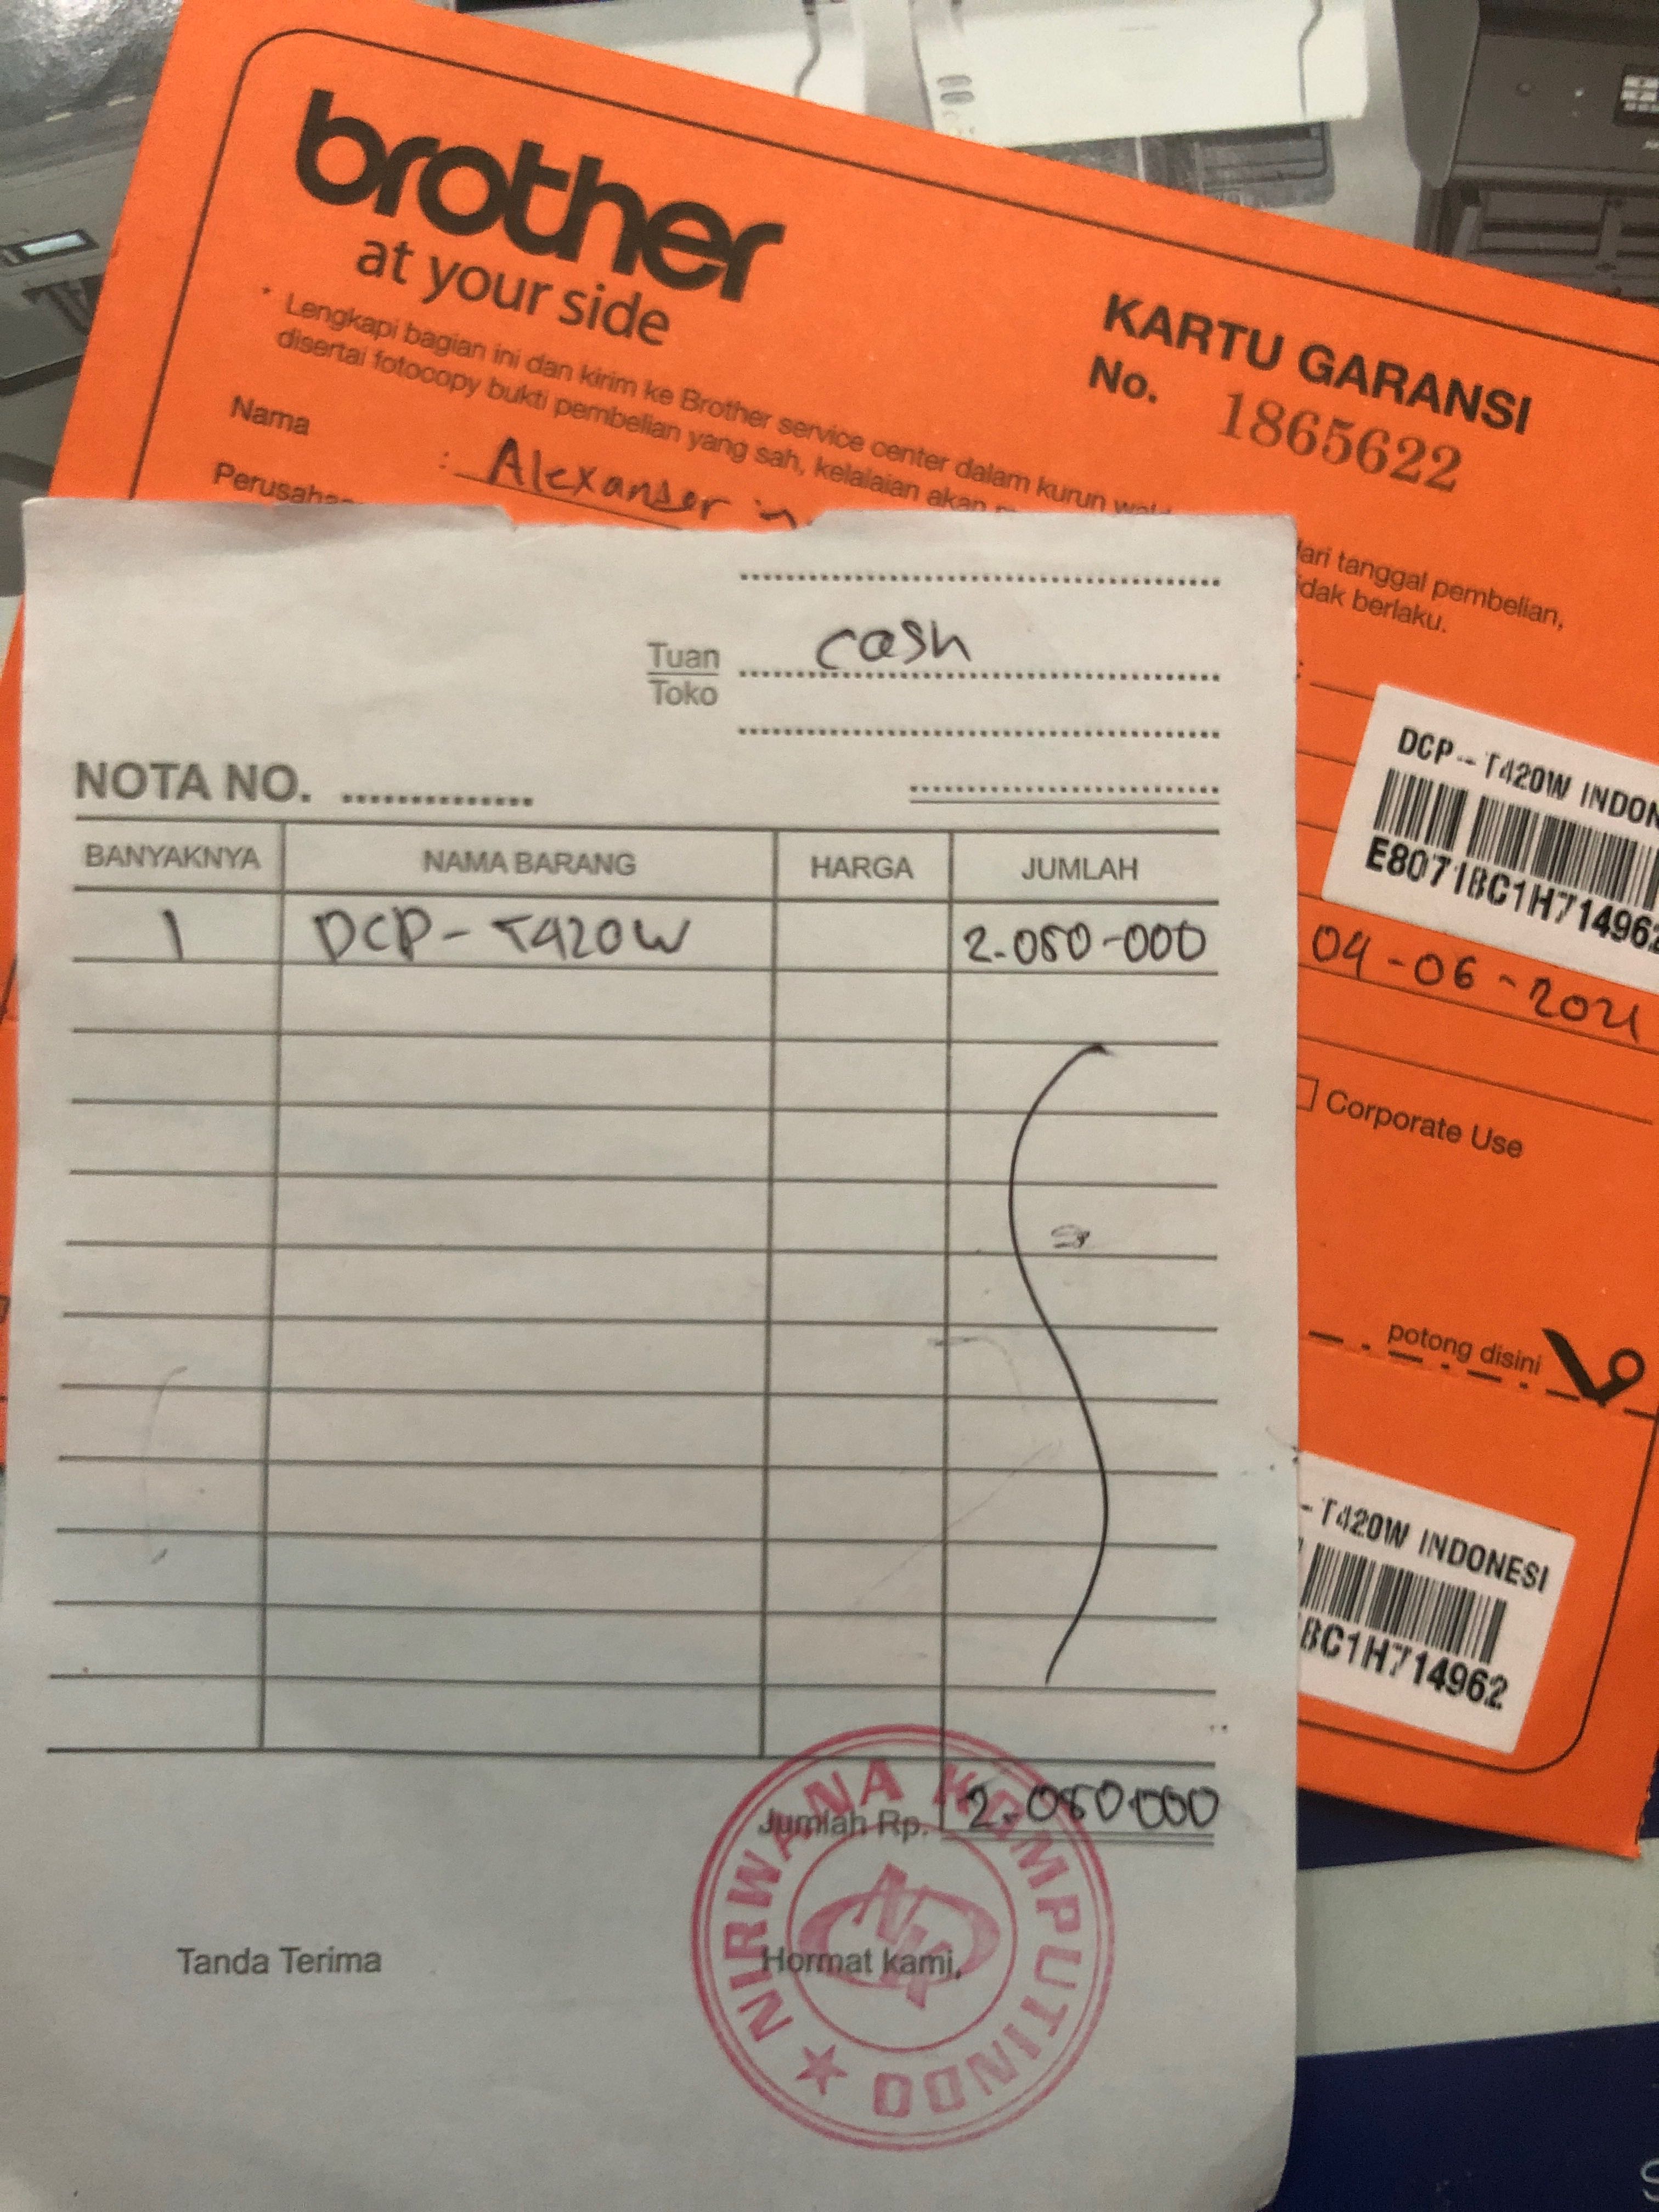 brother
at your side
KARTU GARANSI
No. 1865622
* Lengkapi bagian ini dan kirim ke Brother service center dalam kurun
dari tanggal pembelian,
disertai fotocopy bukti pembelian yang sah, kelalaian akan
tidak berlaku.
Nama : Alexander
Tuan cash
Toko
NOTA NO.
BANYAKNYA NAMA BARANG HARGA JUMLAH
1 DCP-T420W 2.050-000
Jumlah Rp. 2.050000
Tanda Terima Hormat kami,
NIRWANA KOMPUTINDO
NK
DCP-T420W INDON
E8071BC1H714962
04-06-2021
Corporate Use
potong disini
-T420W INDONESI
BC1H714962